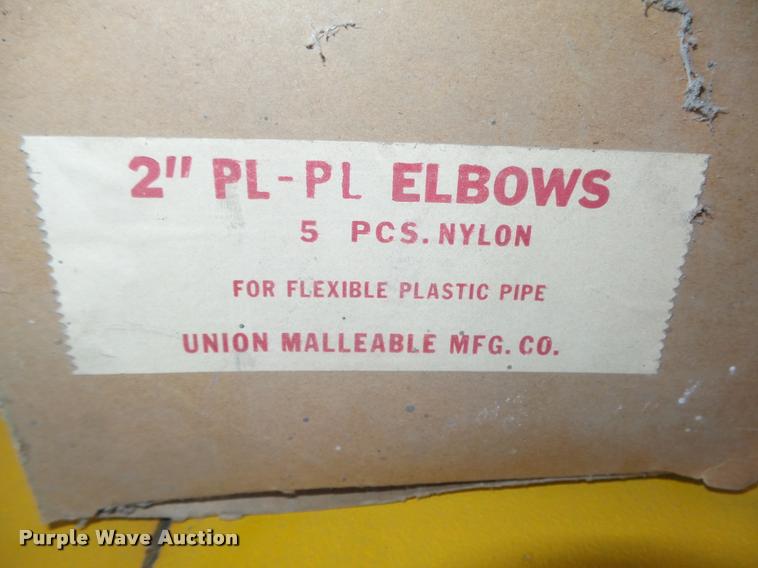 2" PL-PL ELBOWS
5 PCS. NYLON
FOR FLEXIBLE PLASTIC PIPE
UNION MALLEABLE MFG. CO.
Purple Wave Auction